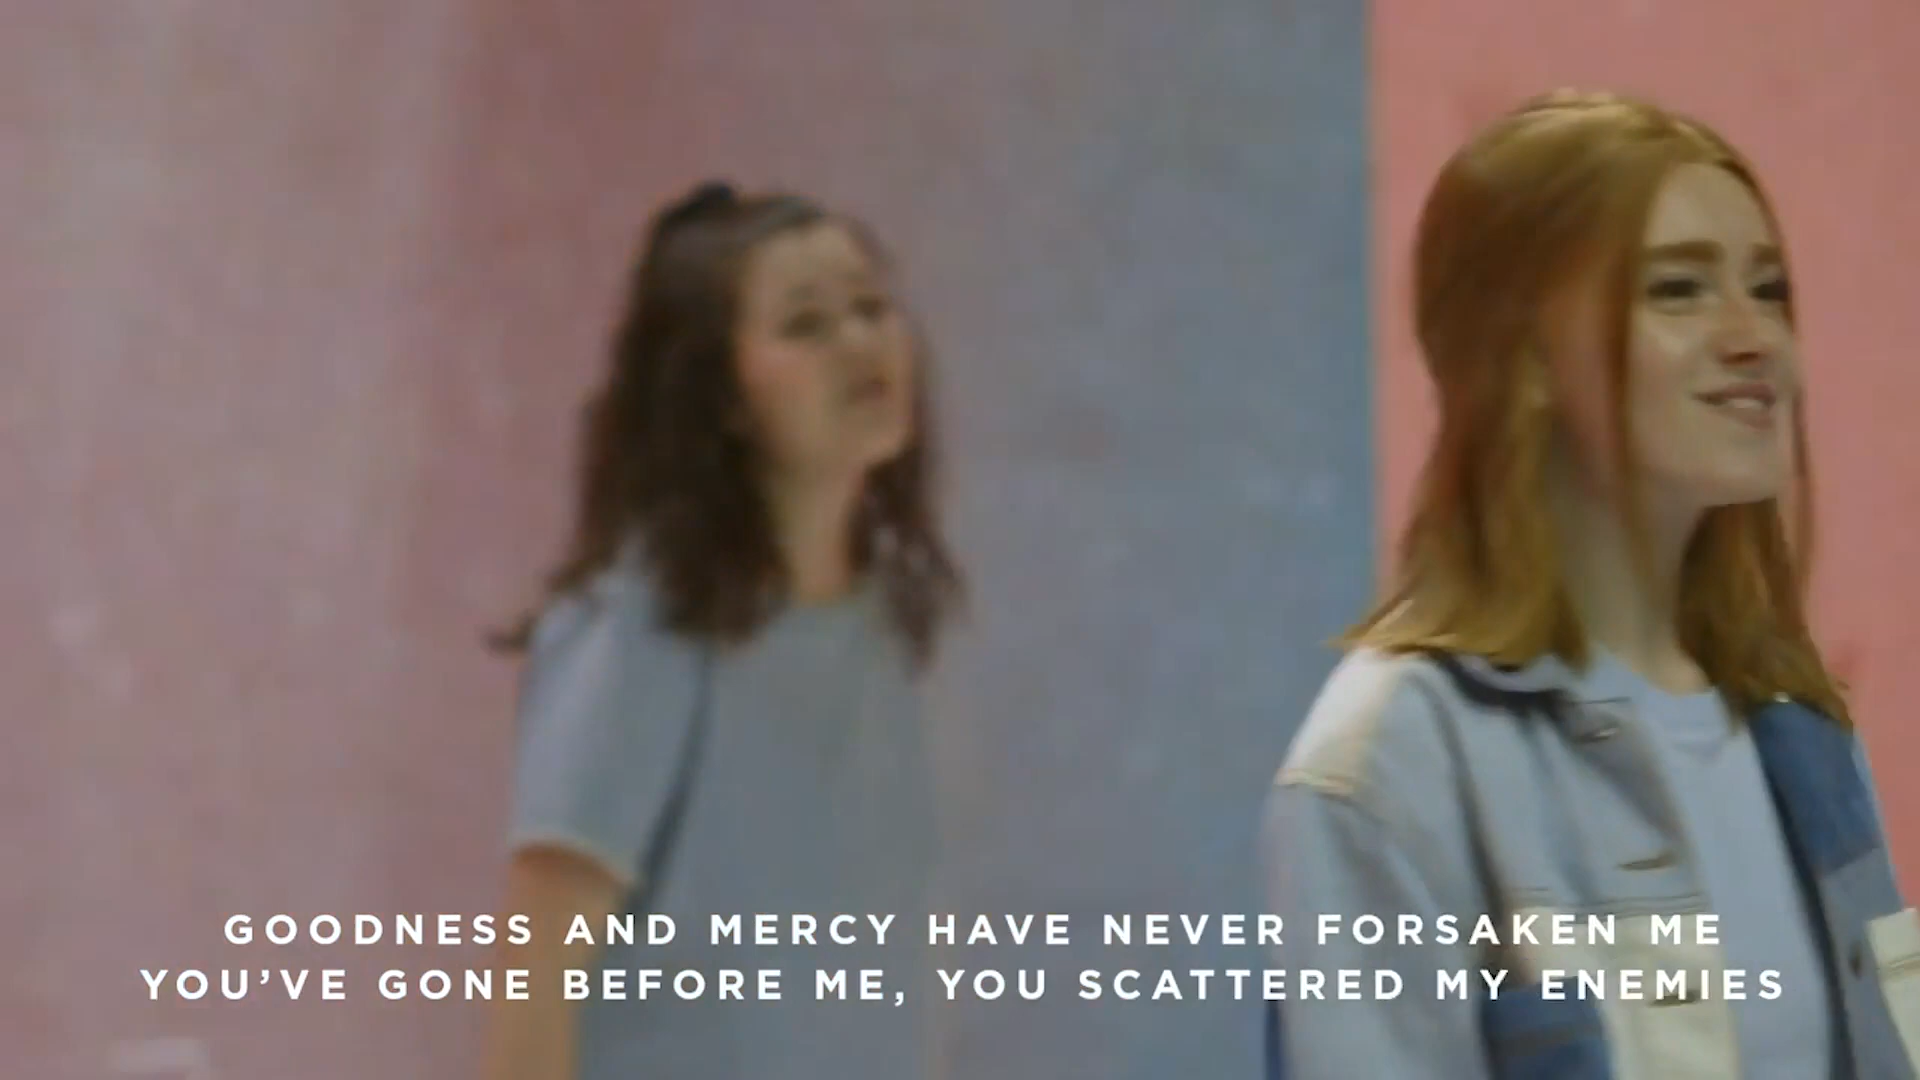 GOODNESS AND MERCY HAVE NEVER FORSAKEN ME
YOU’VE GONE BEFORE ME, YOU SCATTERED MY ENEMIES